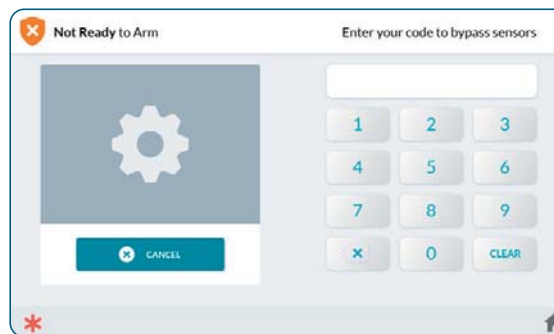 Not Ready to Arm
Enter your code to bypass sensors
1 2 3
4 5 6
7 8 9
0 CLEAR
CANCEL